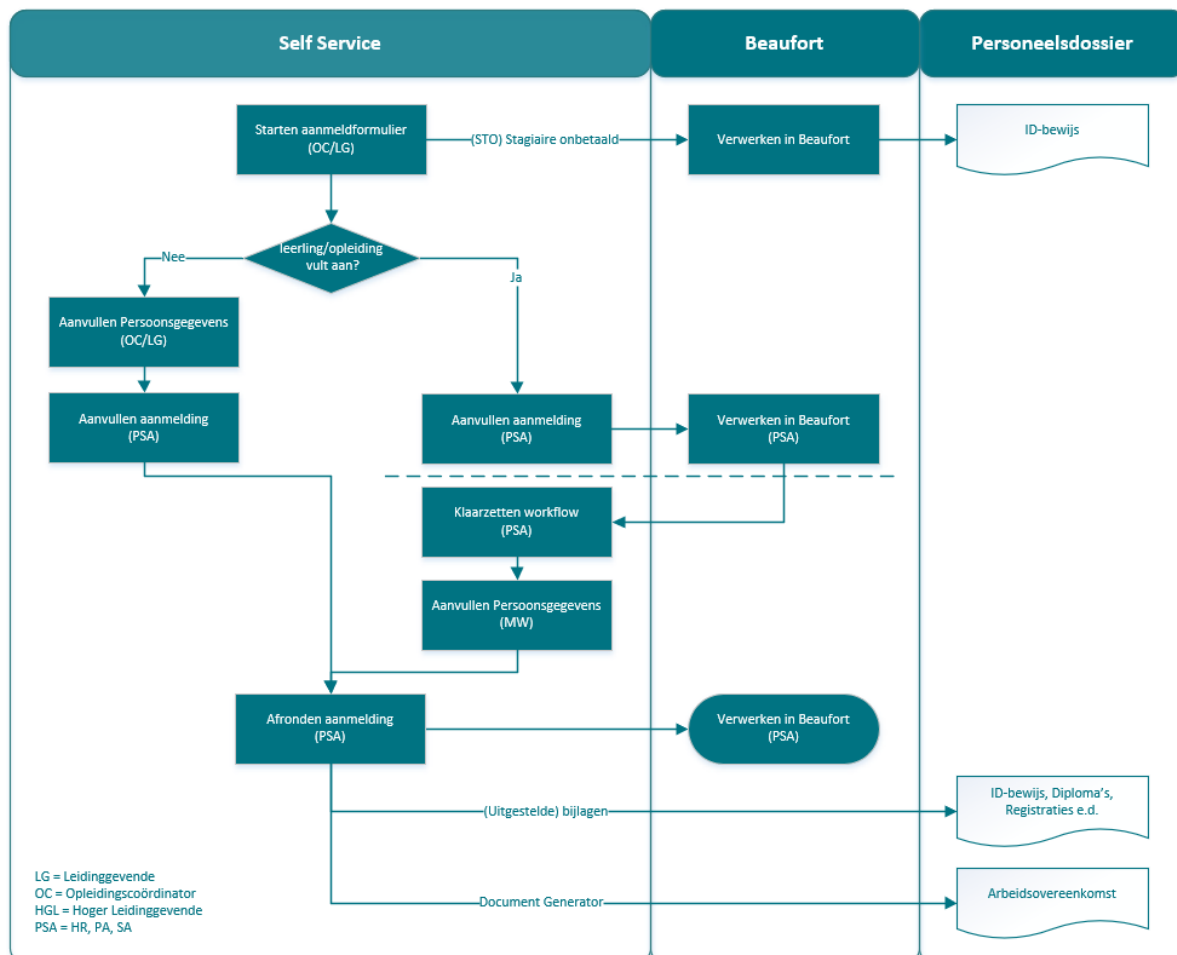 Self Service
Beaufort
Personeelsdossier
Starten aanmeldformulier
(OC/LG)
(STO) Stagiaire onbetaald
Verwerken in Beaufort
ID-bewijs
leerling/opleiding
vult aan?
Nee
Ja
Aanvullen Persoonsgegevens
(OC/LG)
Aanvullen aanmelding
(PSA)
Aanvullen aanmelding
(PSA)
Verwerken in Beaufort
(PSA)
Klaarzetten workflow
(PSA)
Aanvullen Persoonsgegevens
(MW)
Afronden aanmelding
(PSA)
Verwerken in Beaufort
(PSA)
(Uitgestelde) bijlagen
ID-bewijs, Diploma's,
Registraties e.d.
Document Generator
Arbeidsovereenkomst
LG = Leidinggevende
OC = Opleidingscoördinator
HGL = Hoger Leidinggevende
PSA = HR, PA, SA